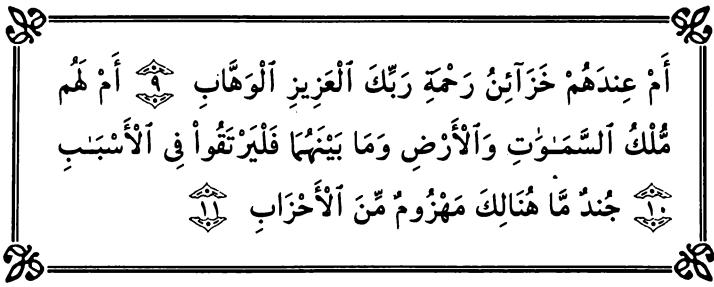 أَمْ عِندَهُمْ خَزَآئِنُ رَحْمَةِ رَبِّكَ ٱلْعَزِيزِ ٱلْوَهَّابِ ٩ أَمْ لَهُم
مُّلْكُ ٱلسَّمَـٰوَٰتِ وَٱلْأَرْضِ وَمَا بَيْنَهُمَا فَلْيَرْتَقُوا۟ فِى ٱلْأَسْبَـٰبِ
١٠ جُندٌ مَّا هُنَالِكَ مَهْزُومٌ مِّنَ ٱلْأَحْزَابِ ١١